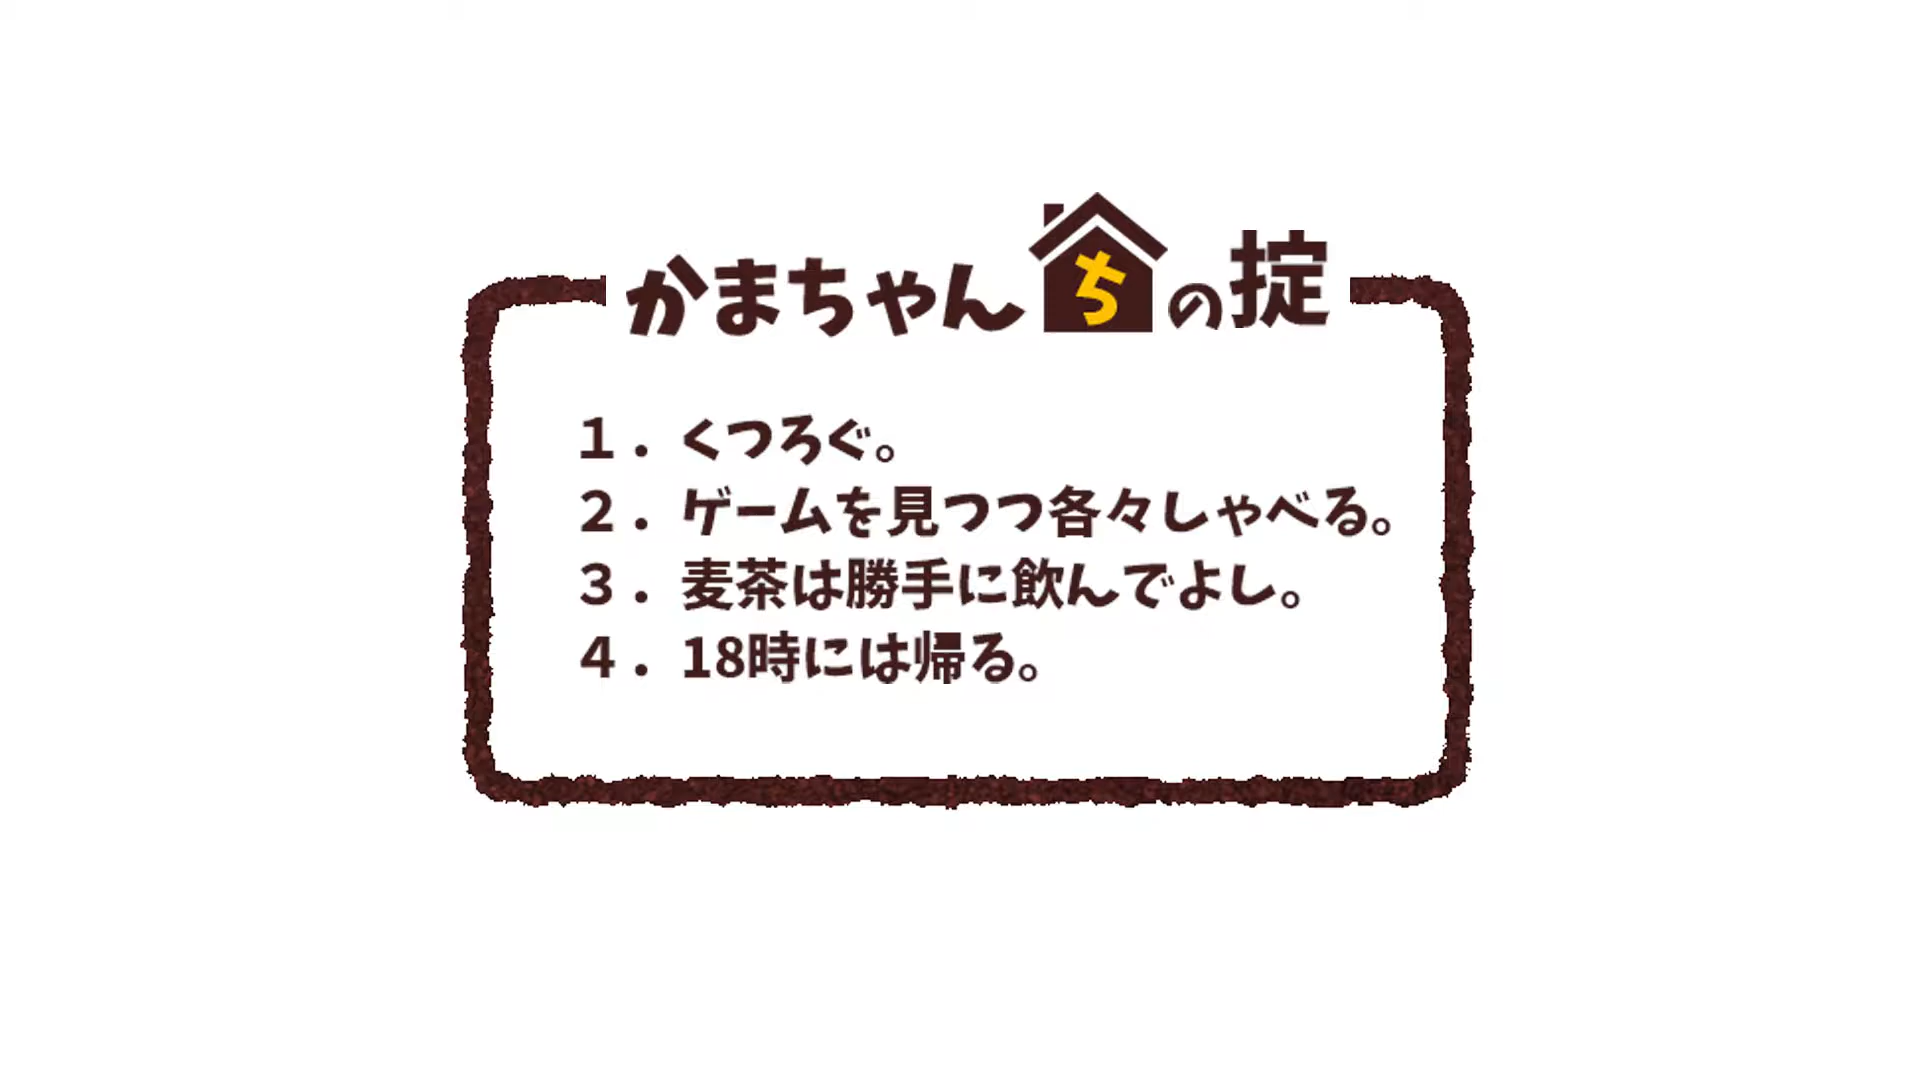 かまちゃんちの掟
１．くつろぐ。
２．ゲームを見つつ各々しゃべる。
３．麦茶は勝手に飲んでよし。
４．18時には帰る。